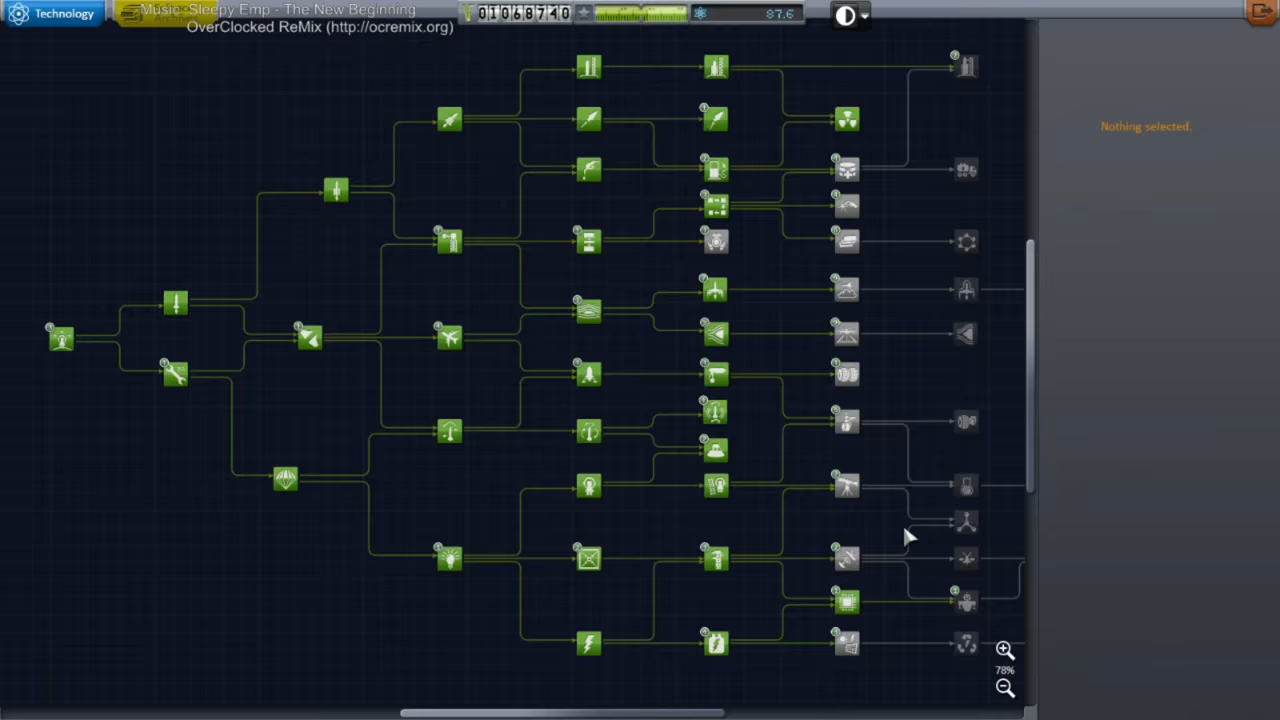 Technology
Music: Sleepy Emp - The New Beginning
OverClocked ReMix (http://ocremix.org)
01068740
87.6
Nothing selected.
78%